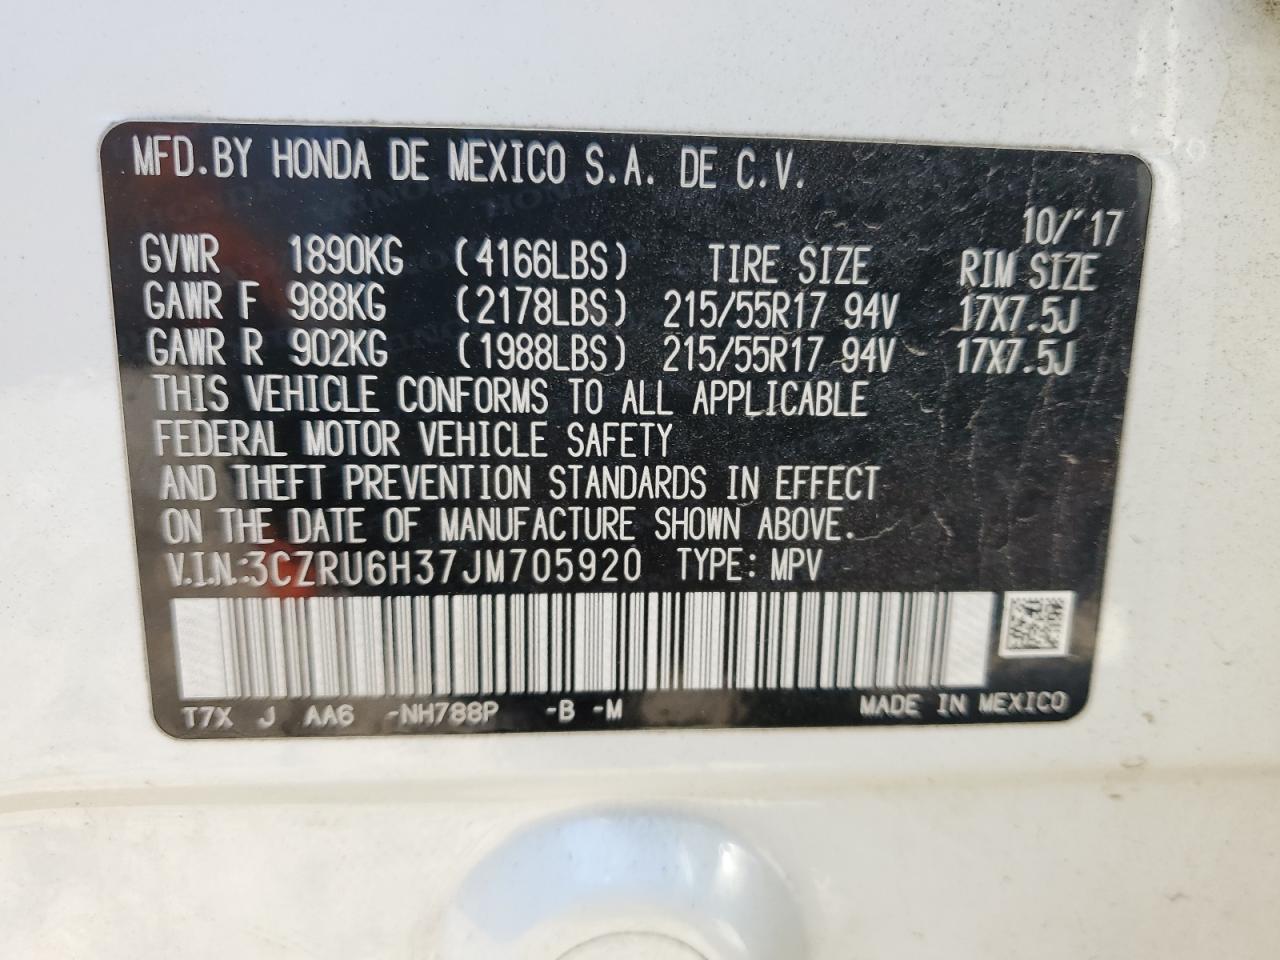 MFD.BY HONDA DE MEXICO S.A. DE C.V.
10/'17
GVWR 1890KG (4166LBS) TIRE SIZE RIM SIZE
GAWR F 988KG (2178LBS) 215/55R17 94V 17X7.5J
GAWR R 902KG (1988LBS) 215/55R17 94V 17X7.5J
THIS VEHICLE CONFORMS TO ALL APPLICABLE
FEDERAL MOTOR VEHICLE SAFETY
AND THEFT PREVENTION STANDARDS IN EFFECT
ON THE DATE OF MANUFACTURE SHOWN ABOVE.
V.I.N.:3CZRU6H37JM705920 TYPE: MPV
T7X J AA6 -NH788P -B -M MADE IN MEXICO